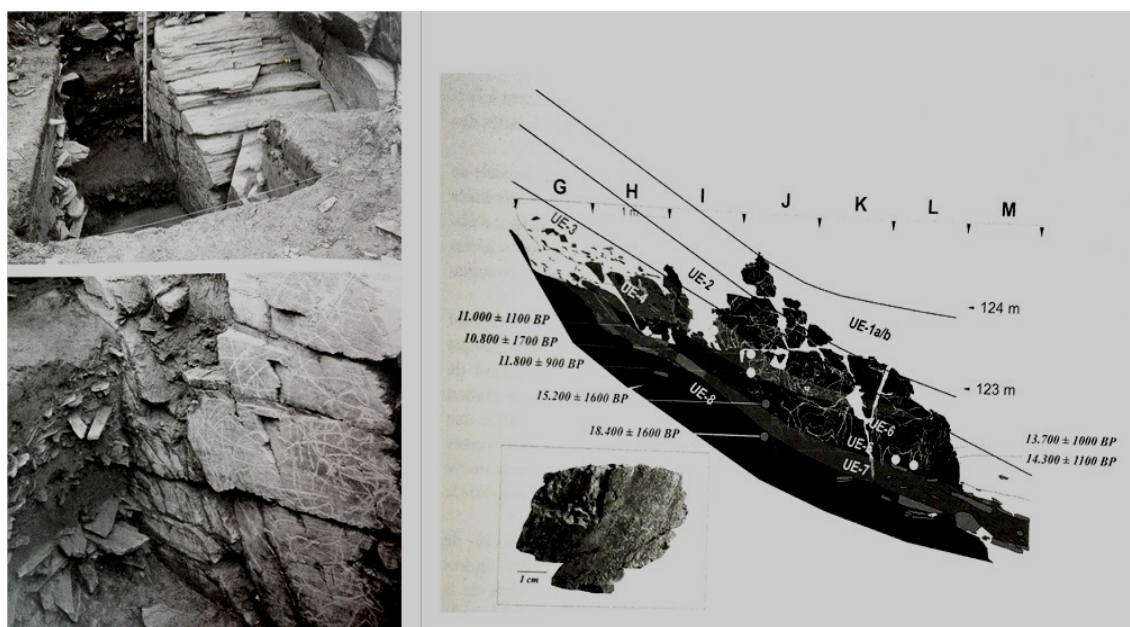 G H I J K L M
1 m
UE-3
UE-2
UE-4
UE-1a/b
124 m
11.000 ± 1100 BP
10.800 ± 1700 BP
11.800 ± 900 BP
123 m
15.200 ± 1600 BP
UE-8
UE-6
18.400 ± 1600 BP
13.700 ± 1000 BP
14.300 ± 1100 BP
UE-7
1 cm